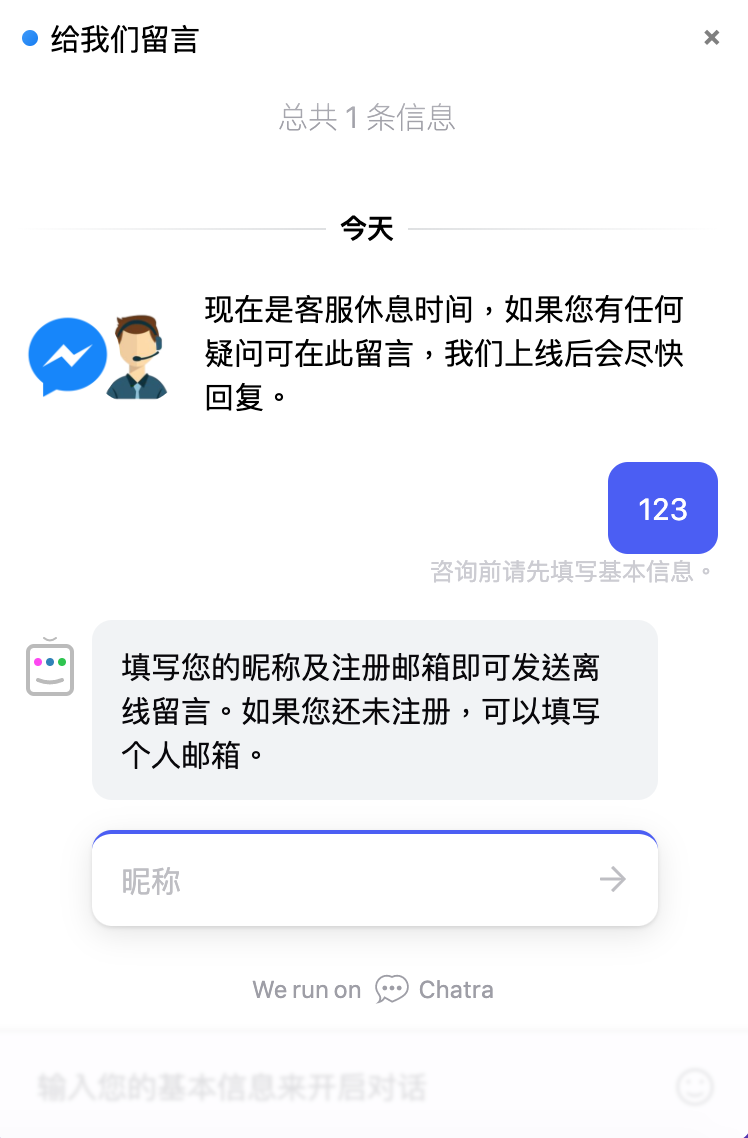 给我们留言
总共 1 条信息
今天
现在是客服休息时间，如果您有任何
疑问可在此留言，我们上线后会尽快
回复。
123
咨询前请先填写基本信息。
填写您的昵称及注册邮箱即可发送离
线留言。如果您还未注册，可以填写
个人邮箱。
昵称
We run on Chatra
输入您的基本信息来开启对话